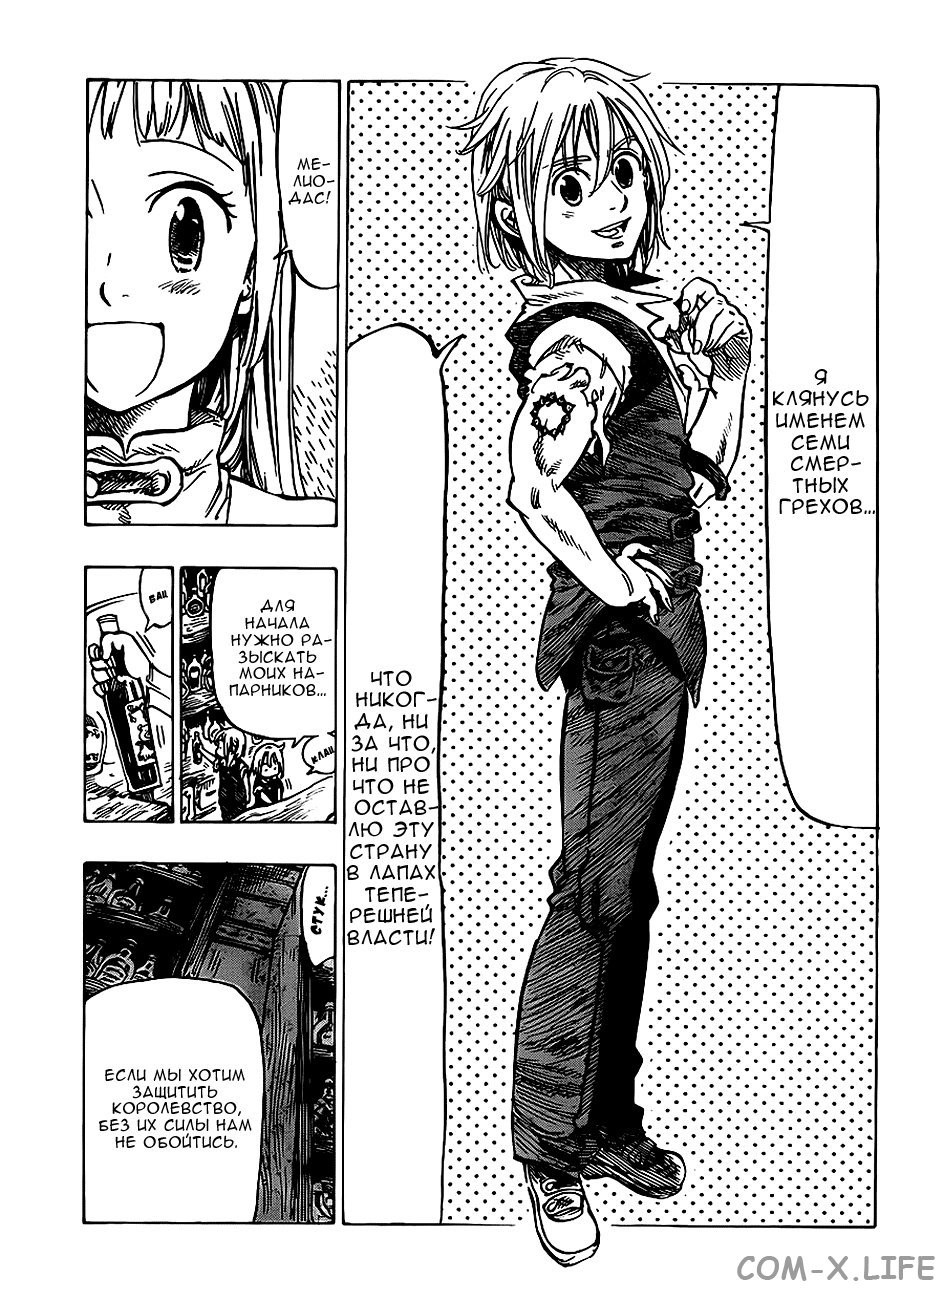 Я
КЛЯНУСЬ
ИМЕНЕМ
СЕМИ
СМЕР-
ТНЫХ
ГРЕХОВ...
ЧТО
НИКОГ-
ДА, НИ
ЗА ЧТО,
НИ ПРО
ЧТО НЕ
ОСТАВ-
ЛЮ ЭТУ
СТРАНУ
В ЛАПАХ
ТЕПЕ-
РЕШНЕЙ
ВЛАСТИ!
МЕ-
ЛИО-
ДАС!
ДЛЯ
НАЧАЛА
НУЖНО РА-
ЗЫСКАТЬ
МОИХ НА-
ПАРНИКОВ...
КЛАЦ
БАЦ
СТУК...
ЕСЛИ МЫ ХОТИМ
ЗАЩИТИТЬ
КОРОЛЕВСТВО,
БЕЗ ИХ СИЛЫ НАМ
НЕ ОБОЙТИСЬ.
COM-X.LIFE